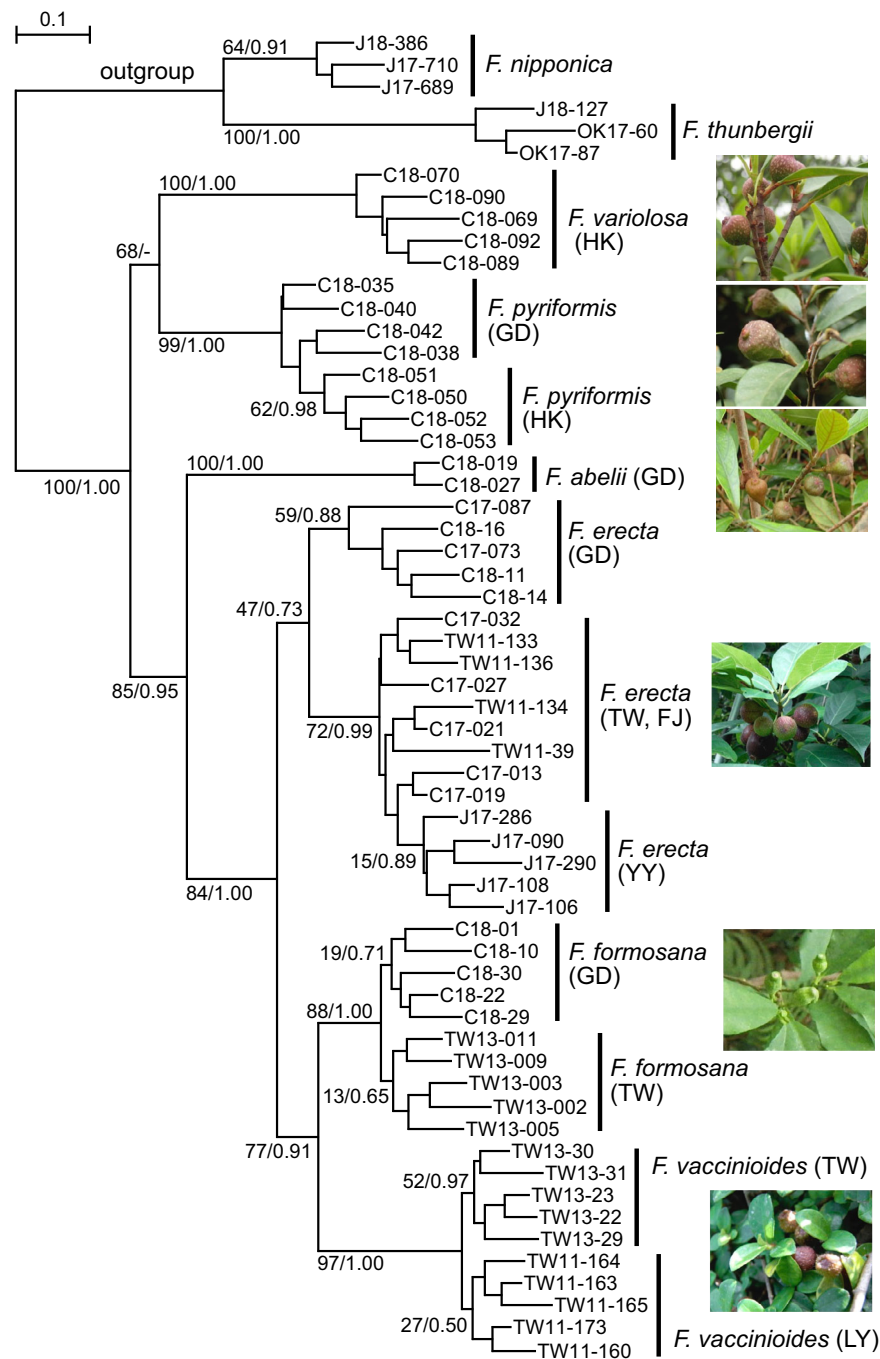 0.1
64/0.91
J18-386
J17-710
J17-689
F. nipponica
outgroup
J18-127
OK17-60
OK17-87
F. thunbergii
100/1.00
100/1.00
C18-070
C18-090
C18-069
C18-092
C18-089
F. variolosa
(HK)
68/-
C18-035
C18-040
C18-042
C18-038
F. pyriformis
(GD)
99/1.00
C18-051
C18-050
C18-052
C18-053
62/0.98
F. pyriformis
(HK)
100/1.00
100/1.00
C18-019
C18-027
F. abelii (GD)
59/0.88
C17-087
C18-16
C17-073
C18-11
C18-14
F. erecta
(GD)
47/0.73
C17-032
TW11-133
TW11-136
C17-027
TW11-134
C17-021
TW11-39
C17-013
C17-019
F. erecta
(TW, FJ)
85/0.95
72/0.99
J17-286
J17-090
J17-290
J17-108
J17-106
15/0.89
F. erecta
(YY)
84/1.00
C18-01
C18-10
C18-30
C18-22
C18-29
19/0.71
F. formosana
(GD)
88/1.00
TW13-011
TW13-009
TW13-003
TW13-002
TW13-005
13/0.65
F. formosana
(TW)
77/0.91
TW13-30
TW13-31
TW13-23
TW13-22
TW13-29
52/0.97
F. vaccinioides (TW)
97/1.00
TW11-164
TW11-163
TW11-165
TW11-173
TW11-160
27/0.50
F. vaccinioides (LY)